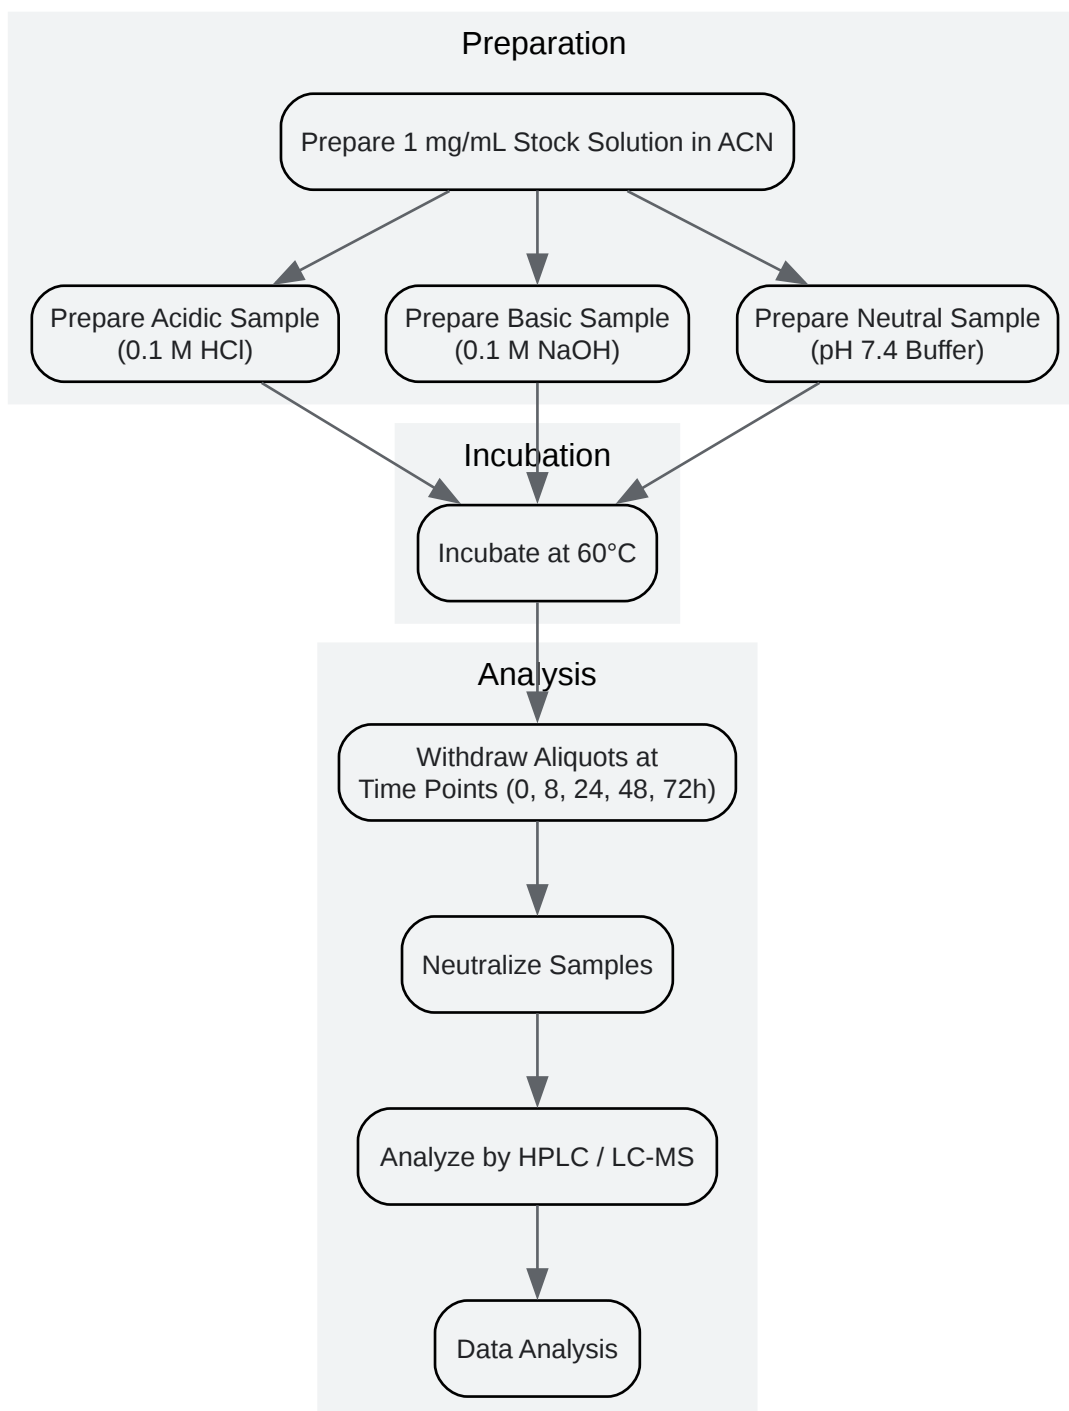 Preparation
Prepare 1 mg/mL Stock Solution in ACN
Prepare Acidic Sample
(0.1 M HCl)
Prepare Basic Sample
(0.1 M NaOH)
Prepare Neutral Sample
(pH 7.4 Buffer)
Incubation
Incubate at 60°C
Analysis
Withdraw Aliquots at
Time Points (0, 8, 24, 48, 72h)
Neutralize Samples
Analyze by HPLC / LC-MS
Data Analysis